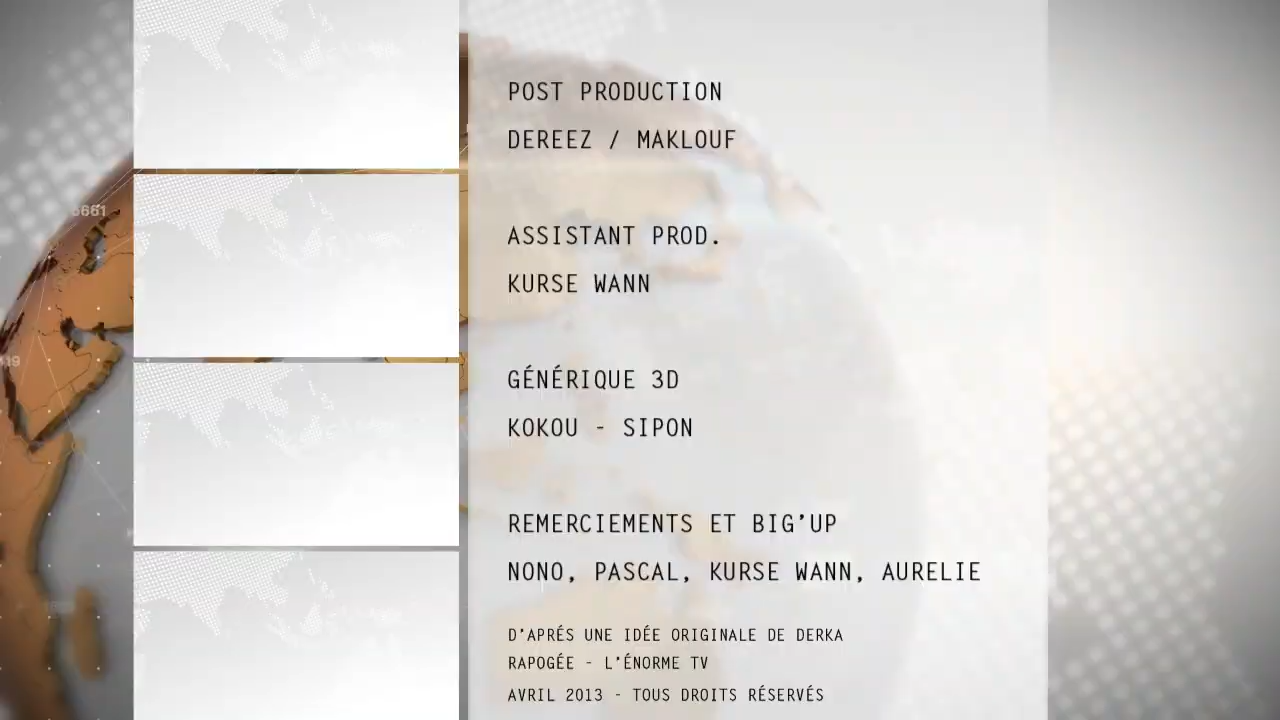 POST PRODUCTION
DEREEZ / MAKLOUF
ASSISTANT PROD.
KURSE WANN
GÉNÉRIQUE 3D
KOKOU - SIPON
REMERCIEMENTS ET BIG'UP
NONO, PASCAL, KURSE WANN, AURELIE
D'APRÉS UNE IDÉE ORIGINALE DE DERKA
RAPOGÉE - L'ÉNORME TV
AVRIL 2013 - TOUS DROITS RÉSERVÉS